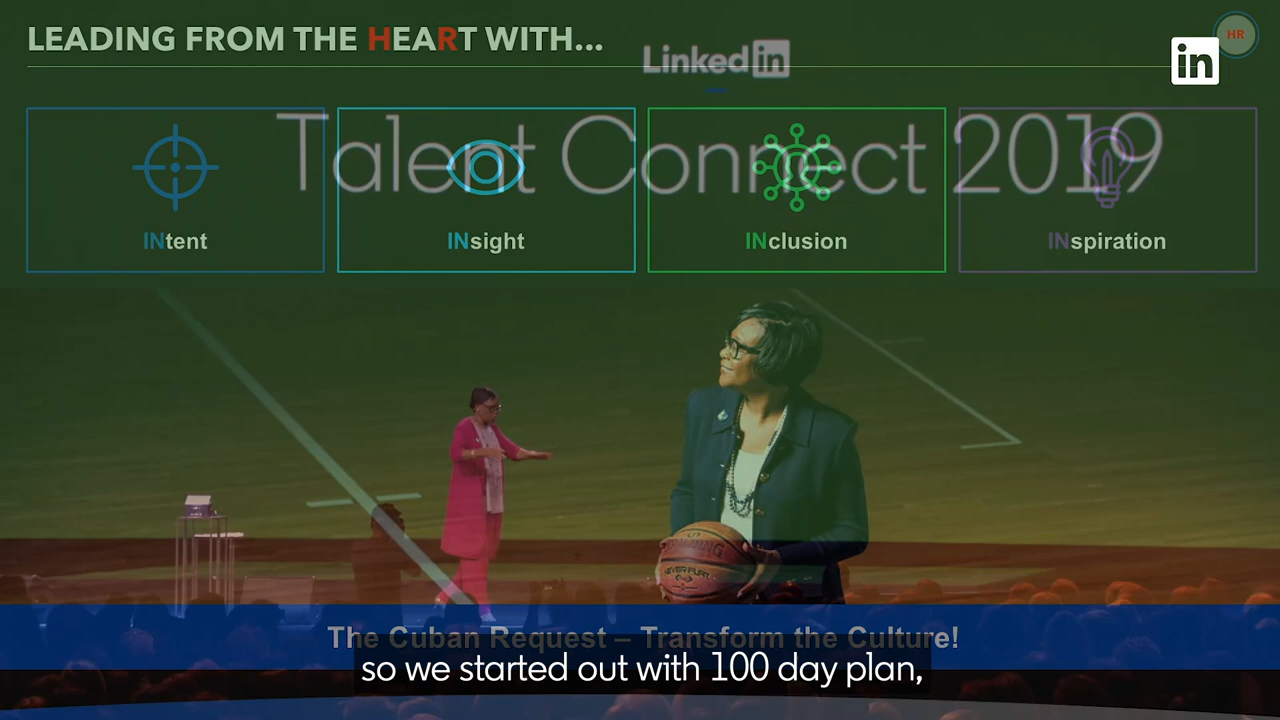 LEADING FROM THE HEART WITH...
HR
Linkedin
in
Talent Connect 2019
INtent
INsight
INclusion
INspiration
SPALDING
The Cuban Request – Transform the Culture!
so we started out with 100 day plan,